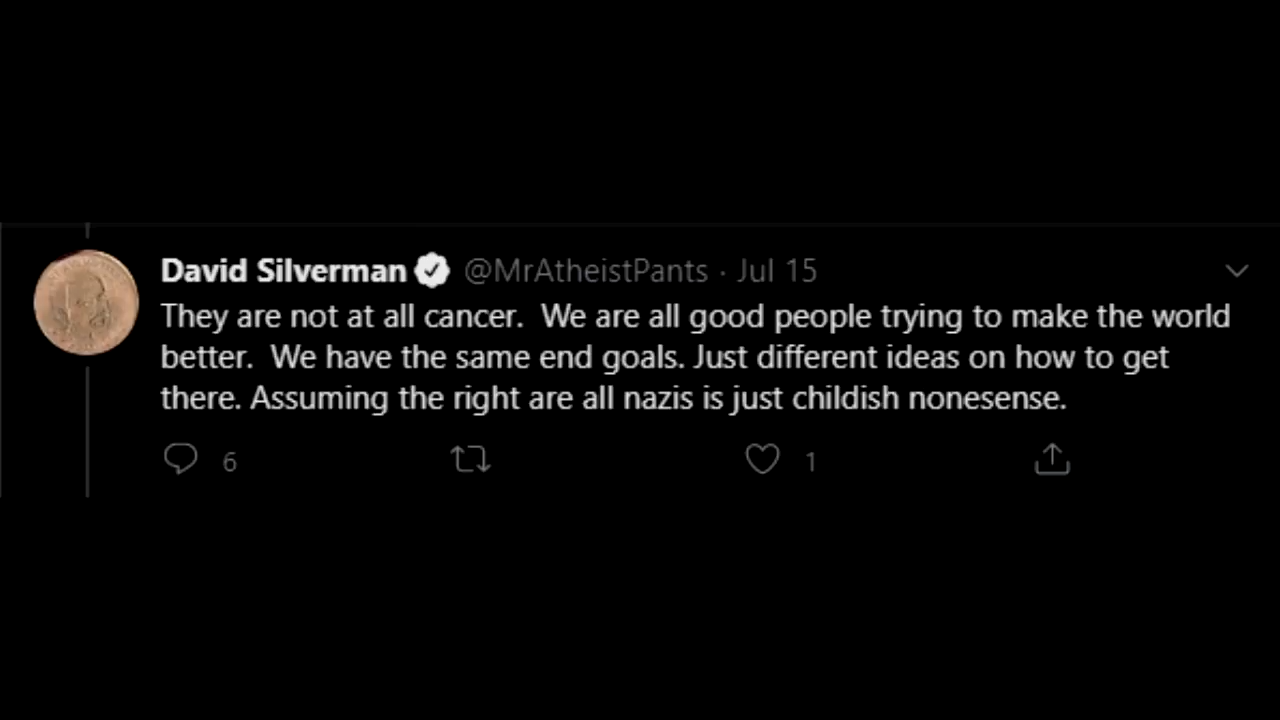 David Silverman @MrAtheistPants · Jul 15
They are not at all cancer.  We are all good people trying to make the world
better.  We have the same end goals. Just different ideas on how to get
there. Assuming the right are all nazis is just childish nonesense.
6 1